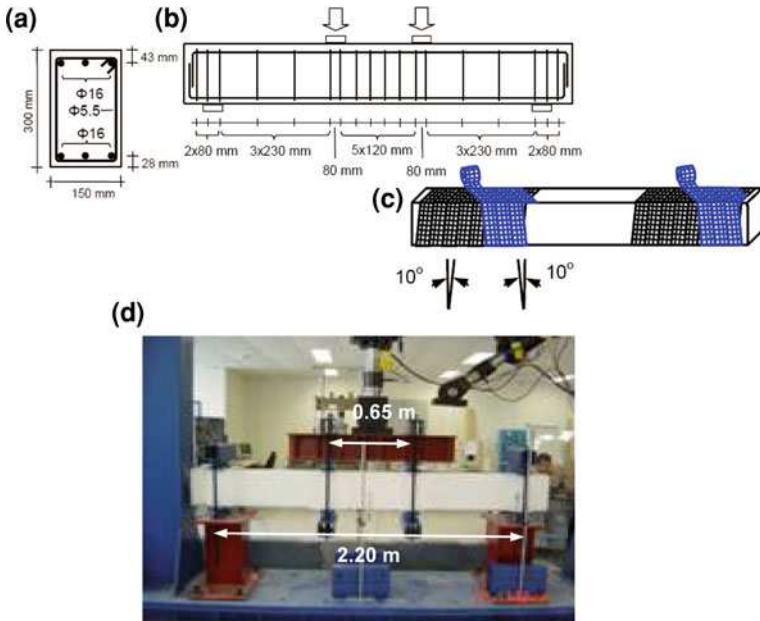 (a)
300 mm
43 mm
Φ16
Φ5.5
Φ16
28 mm
150 mm
(b)
2x80 mm
3x230 mm
5x120 mm
3x230 mm
2x80 mm
80 mm
80 mm
(c)
10°
10°
(d)
0.65 m
2.20 m